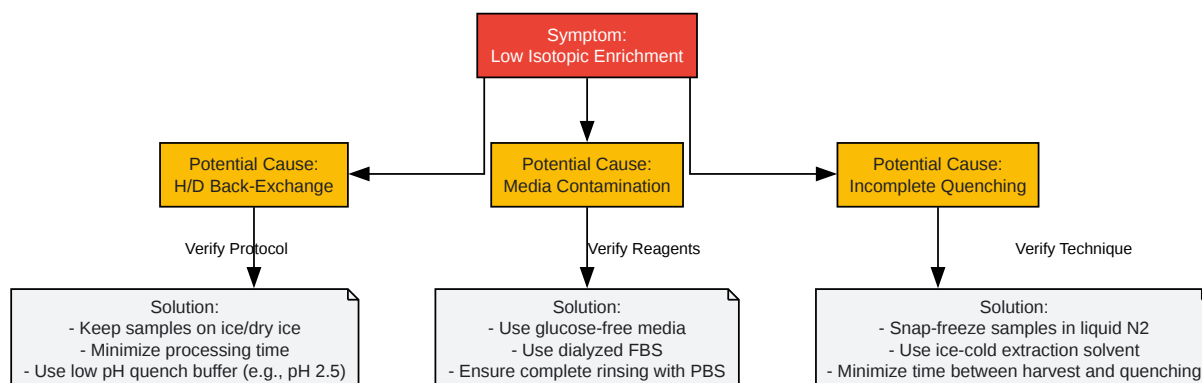 Symptom:
Low Isotopic Enrichment
Potential Cause:
H/D Back-Exchange
Potential Cause:
Media Contamination
Potential Cause:
Incomplete Quenching
Verify Protocol
Verify Reagents
Verify Technique
Solution:
- Keep samples on ice/dry ice
- Minimize processing time
- Use low pH quench buffer (e.g., pH 2.5)
Solution:
- Use glucose-free media
- Use dialyzed FBS
- Ensure complete rinsing with PBS
Solution:
- Snap-freeze samples in liquid N2
- Use ice-cold extraction solvent
- Minimize time between harvest and quenching